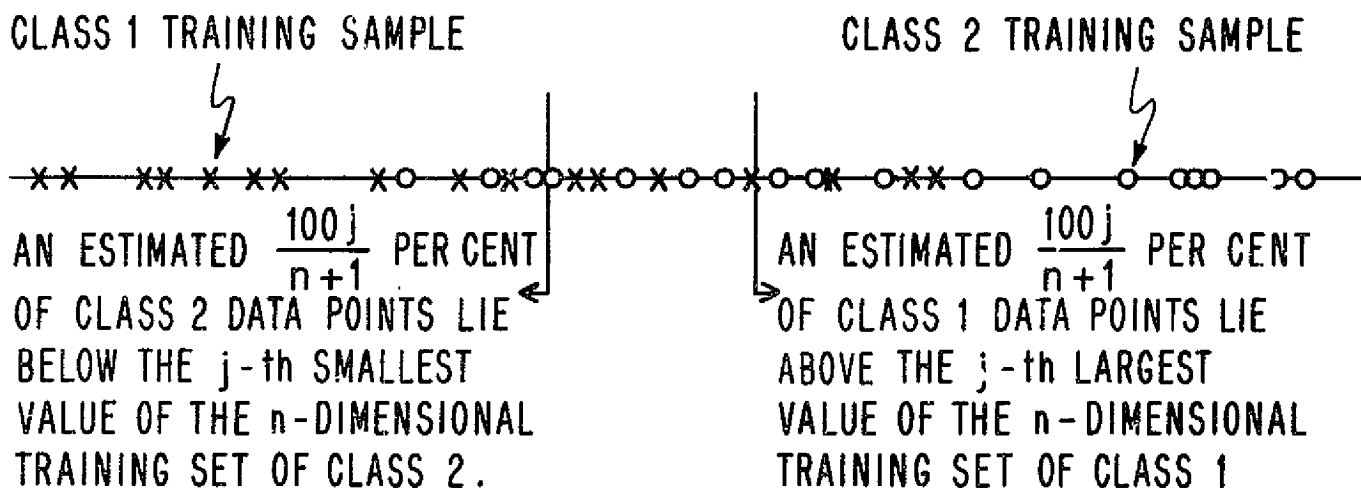 CLASS 1 TRAINING SAMPLE
CLASS 2 TRAINING SAMPLE
AN ESTIMATED 100j/n+1 PER CENT
OF CLASS 2 DATA POINTS LIE
BELOW THE j-th SMALLEST
VALUE OF THE n-DIMENSIONAL
TRAINING SET OF CLASS 2.
AN ESTIMATED 100j/n+1 PER CENT
OF CLASS 1 DATA POINTS LIE
ABOVE THE j-th LARGEST
VALUE OF THE n-DIMENSIONAL
TRAINING SET OF CLASS 1